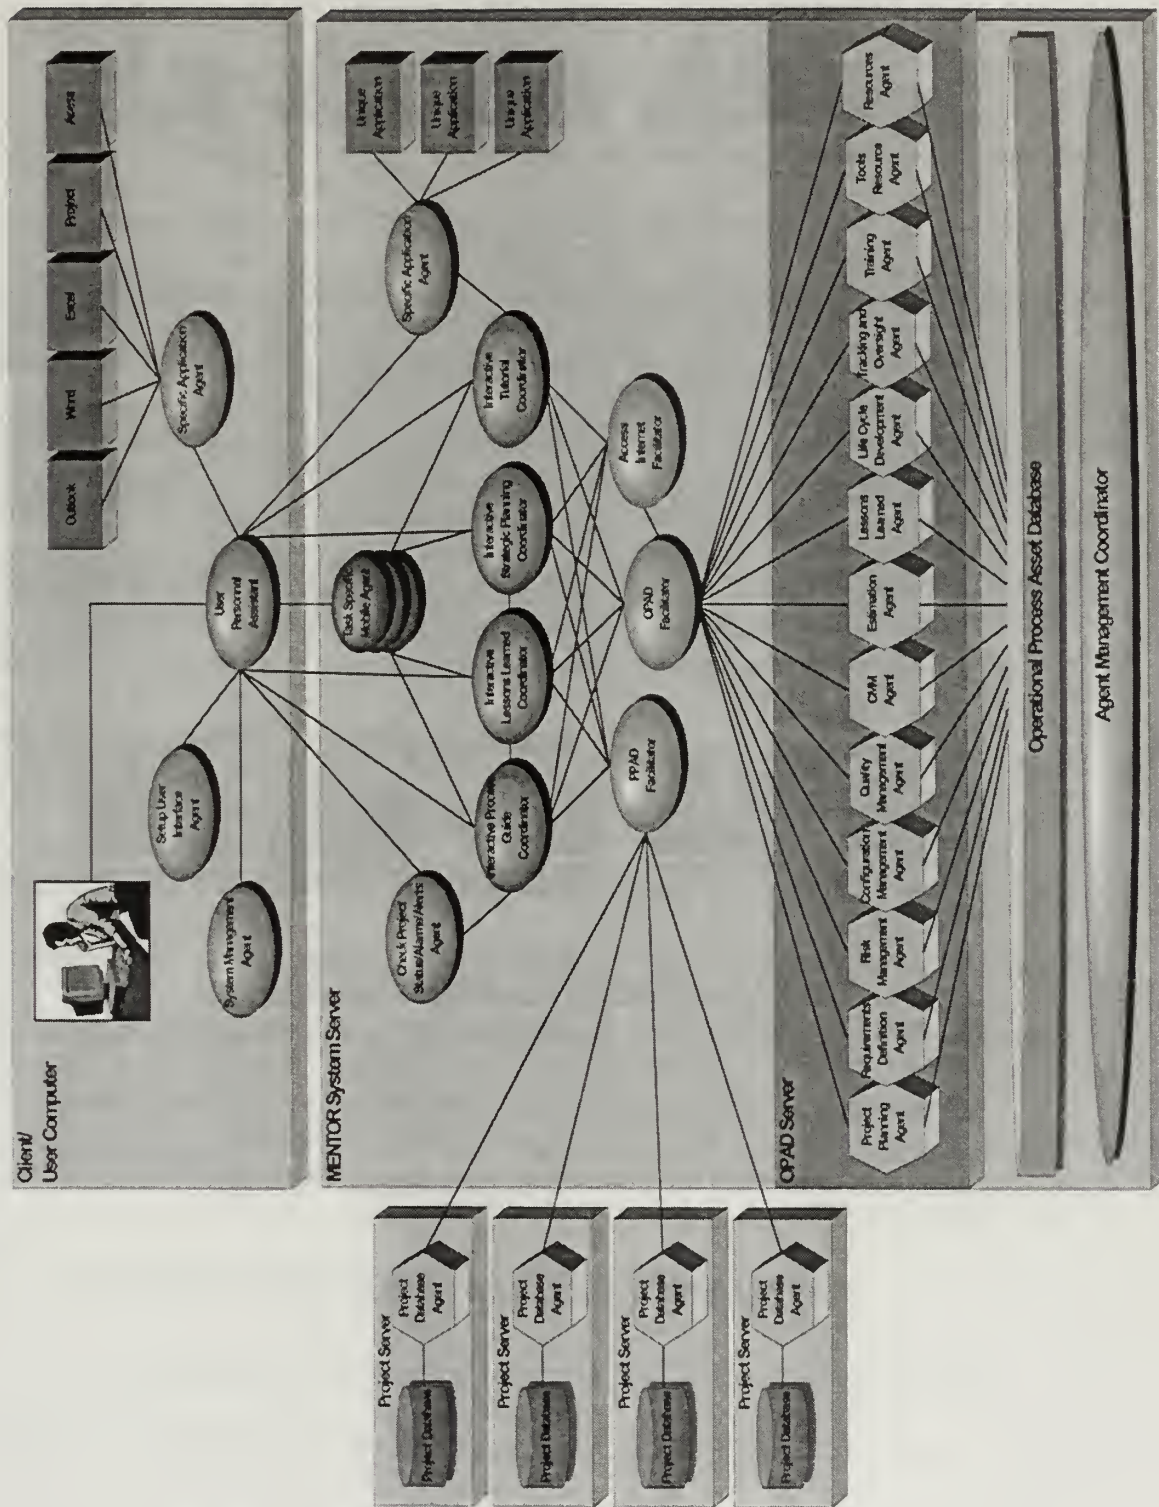 Client/
User Computer
Outlook
Word
Excel
Project
Acess
Specific Application
Agent
User
Personnal
Assistant
Setup User
Interface
Agent
System Management
Agent
MENTOR System Server
Unique
Application
Unique
Application
Unique
Application
Specific Application
Agent
Task Specific
Mobile Agent
Check Project
Status/Alarms/Alerts
Agent
Interactive Process
Guide
Coordinator
Interactive
Lessons Learned
Coordinator
Interactive
Strategic Planning
Coordinator
Interactive
Tutorial
Coordinator
PPAD
Facilitator
OPAD
Facilitator
Access
Internet
Facilitator
Project Server
Project Database
Project
Database
Agent
Project Server
Project Database
Project
Database
Agent
Project Server
Project Database
Project
Database
Agent
Project Server
Project Database
Project
Database
Agent
OPAD Server
Project
Planning
Agent
Requirements
Definition
Agent
Risk
Management
Agent
Configuration
Management
Agent
Quality
Management
Agent
CMM
Agent
Estimation
Agent
Lessons
Learned
Agent
Life Cycle
Development
Agent
Tracking and
Oversight
Agent
Training
Agent
Tools
Resource
Agent
Resources
Agent
Operational Process Asset Database
Agent Management Coordinator